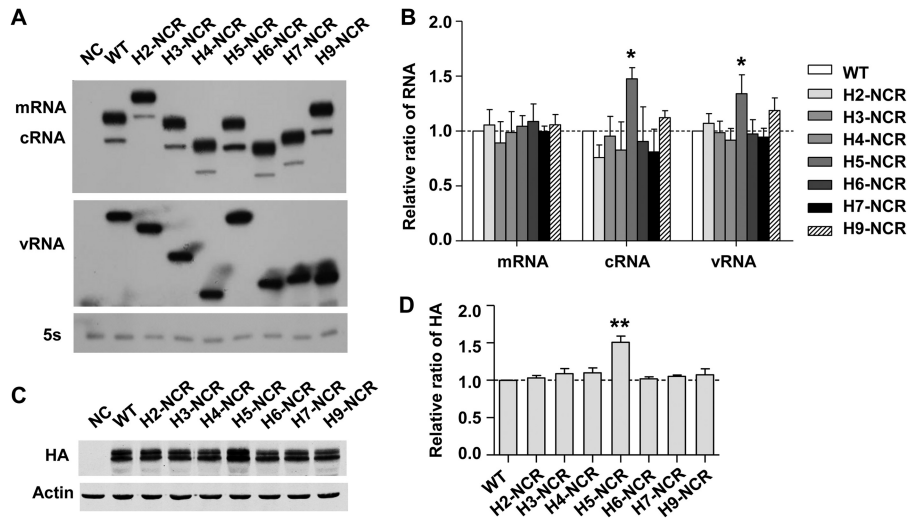 A
NC WT H2-NCR H3-NCR H4-NCR H5-NCR H6-NCR H7-NCR H9-NCR
mRNA
cRNA
vRNA
5s
B
Relative ratio of RNA
2.0
1.5
1.0
0.5
0.0
* *
mRNA cRNA vRNA
WT
H2-NCR
H3-NCR
H4-NCR
H5-NCR
H6-NCR
H7-NCR
H9-NCR
C
NC WT H2-NCR H3-NCR H4-NCR H5-NCR H6-NCR H7-NCR H9-NCR
HA
Actin
D
Relative ratio of HA
2.0
1.5
1.0
0.5
0.0
**
WT H2-NCR H3-NCR H4-NCR H5-NCR H6-NCR H7-NCR H9-NCR